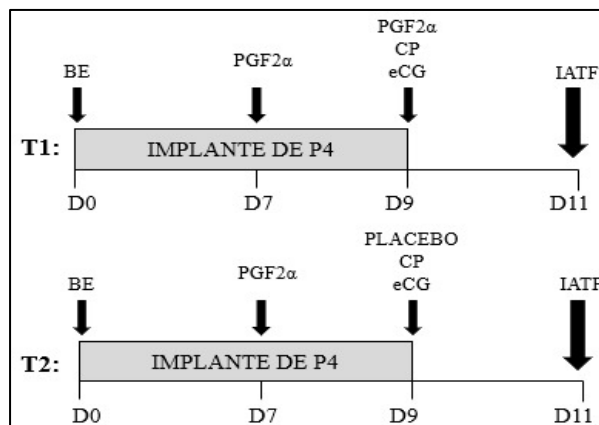 PGF2α
CP
BE PGF2α eCG IATF
T1: IMPLANTE DE P4
D0 D7 D9 D11
PLACEBO
CP
BE PGF2α eCG IATF
T2: IMPLANTE DE P4
D0 D7 D9 D11